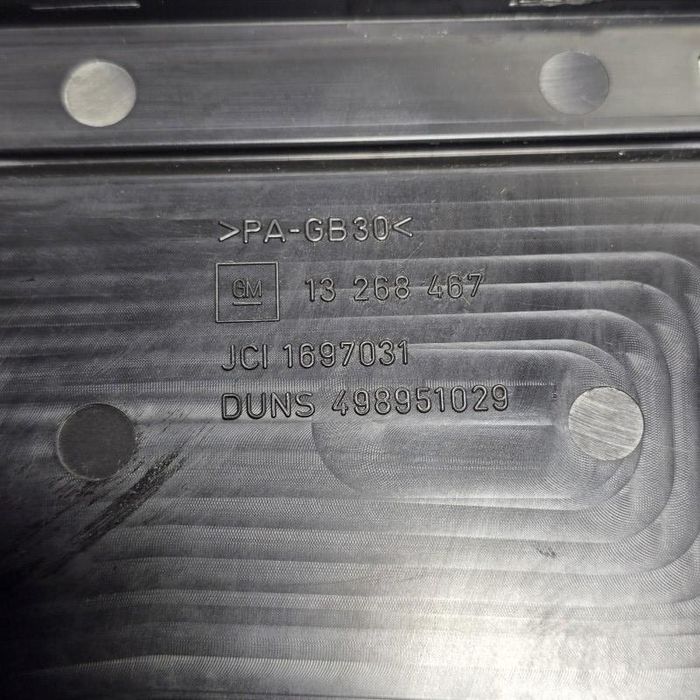 >PA-GB30<
GM 13 268 467
JCI 1697031
DUNS 498951029